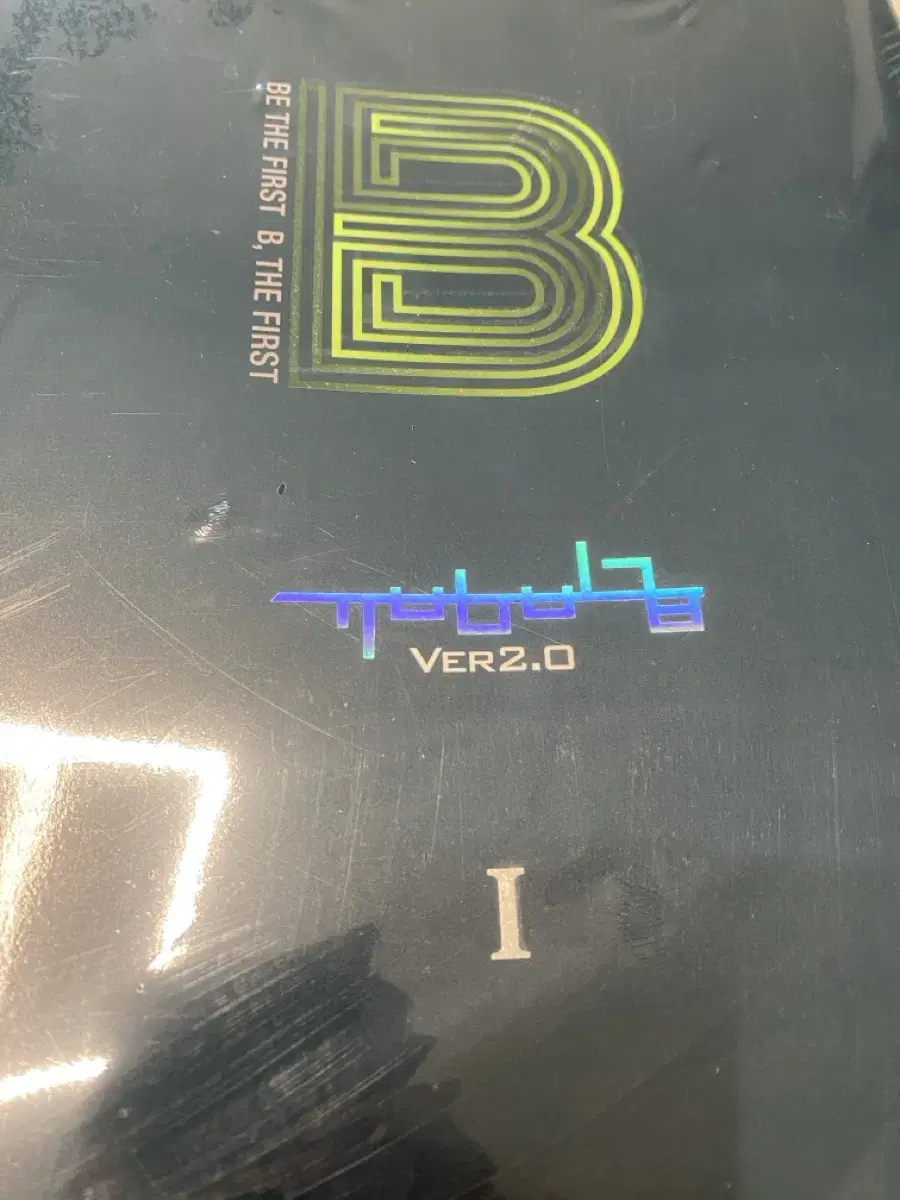 B
BE THE FIRST B, THE FIRST
VER2.0
I